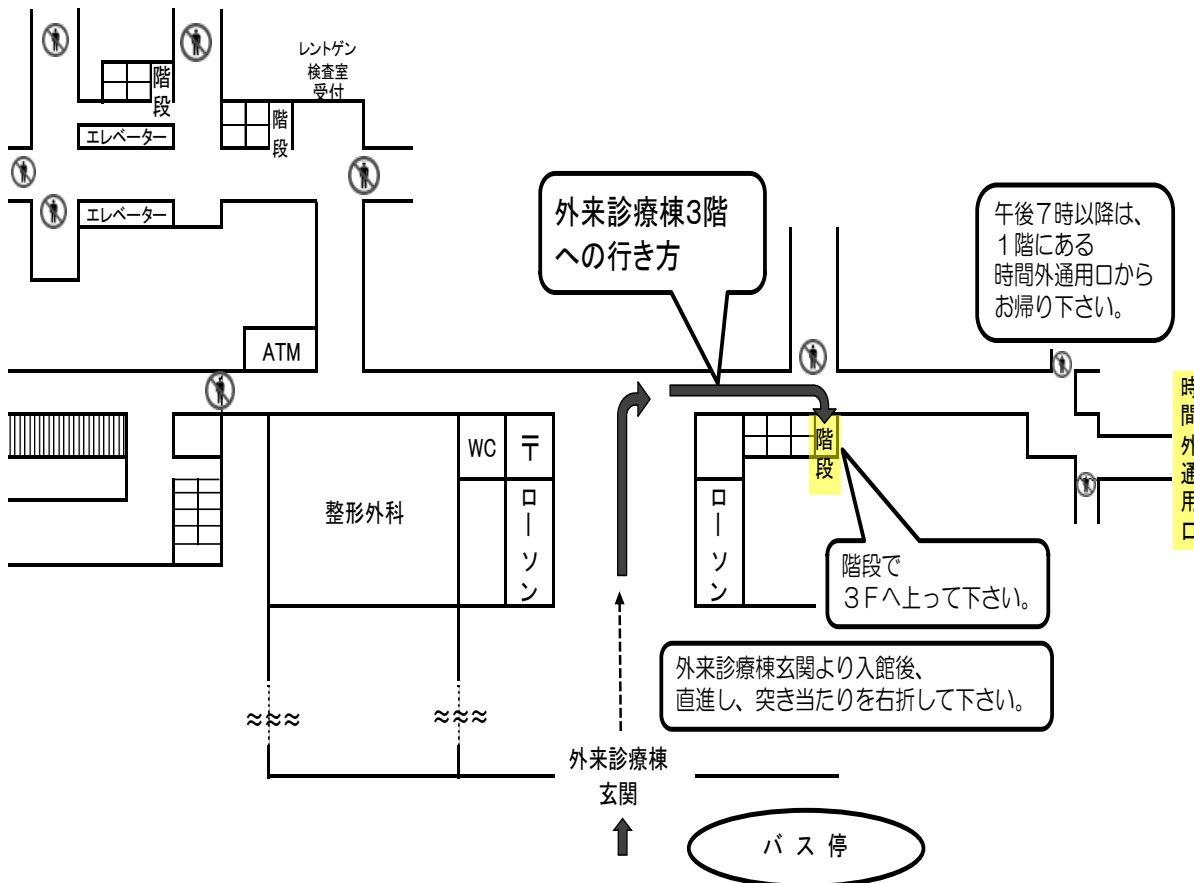 レントゲン
検査室
受付
階段
階段
エレベーター
エレベーター
外来診療棟3階
への行き方
午後7時以降は、
1階にある
時間外通用口から
お帰り下さい。
ATM
WC
〒
階段
時間外通用口
整形外科
ローソン
ローソン
階段で
3Fへ上って下さい。
外来診療棟玄関より入館後、
直進し、突き当たりを右折して下さい。
≈≈≈
≈≈≈
外来診療棟
玄関
バス停